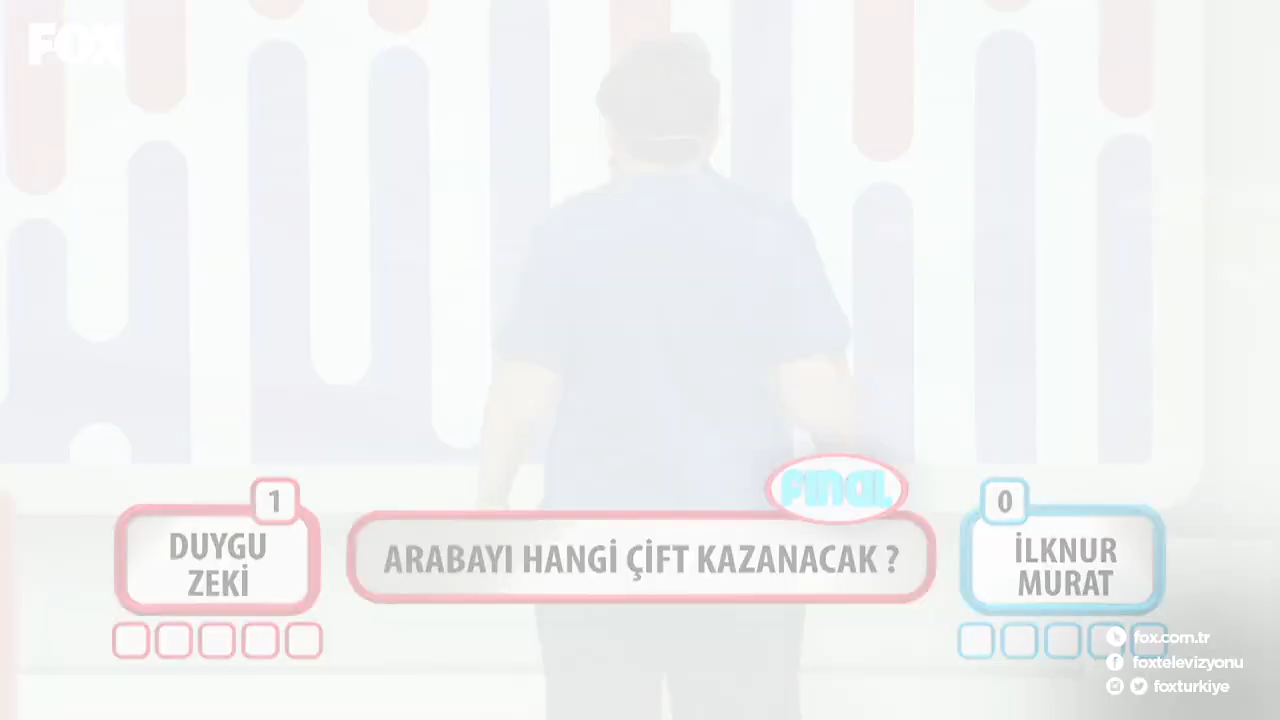 FOX
FINAL
1
DUYGU
ZEKİ
ARABAYI HANGİ ÇİFT KAZANACAK ?
0
İLKNUR
MURAT
fox.com.tr
foxtelevizyonu
foxturkiye